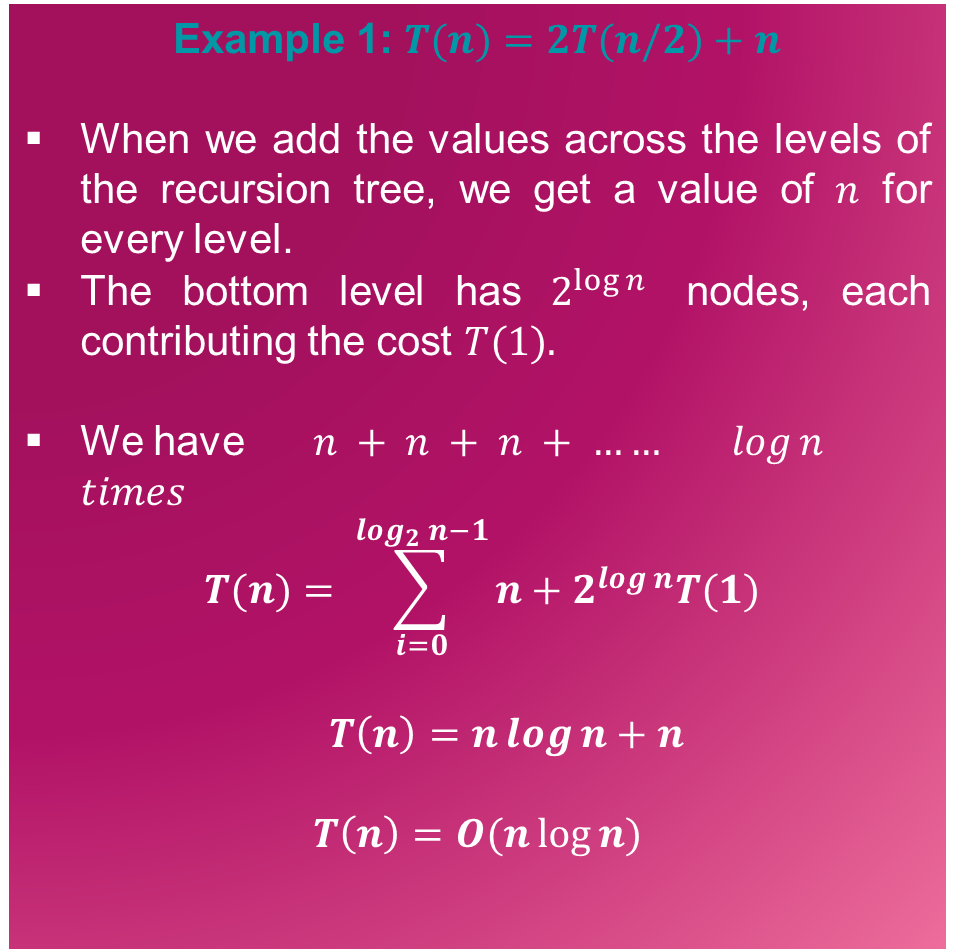 Example 1: T(n) = 2T(n/2) + n
▪ When we add the values across the levels of
the recursion tree, we get a value of n for
every level.
▪ The bottom level has 2^{log n} nodes, each
contributing the cost T(1).
▪ We have n + n + n + …… log n
times
T(n) = \sum_{i=0}^{log_2 n−1} n + 2^{log n}T(1)
T(n) = n log n + n
T(n) = O(n log n)